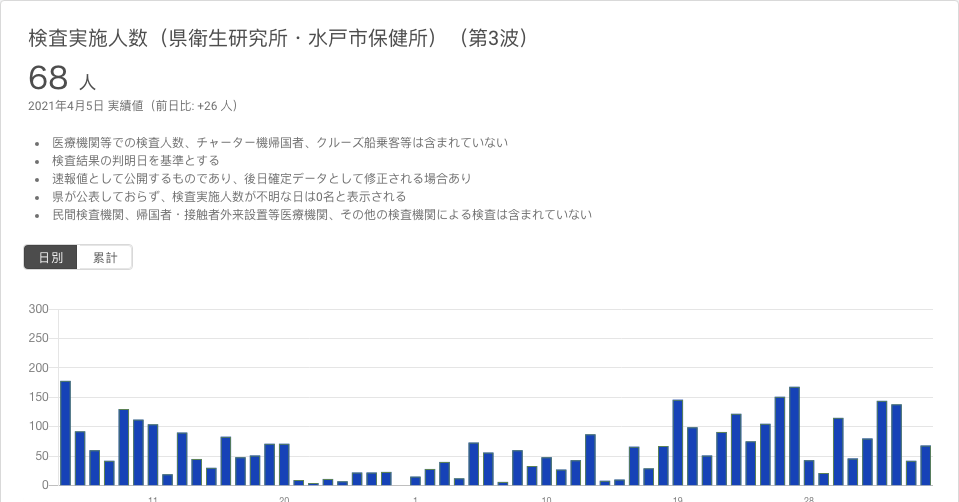 検査実施人数（県衛生研究所・水戸市保健所）（第3波）
68 人
2021年4月5日 実績値（前日比: +26 人）
医療機関等での検査人数、チャーター機帰国者、クルーズ船乗客等は含まれていない
検査結果の判明日を基準とする
速報値として公開するものであり、後日確定データとして修正される場合あり
県が公表しておらず、検査実施人数が不明な日は0名と表示される
民間検査機関、帰国者・接触者外来設置等医療機関、その他の検査機関による検査は含まれていない
日別 累計
300
250
200
150
100
50
0
11 20 1 10 19 28